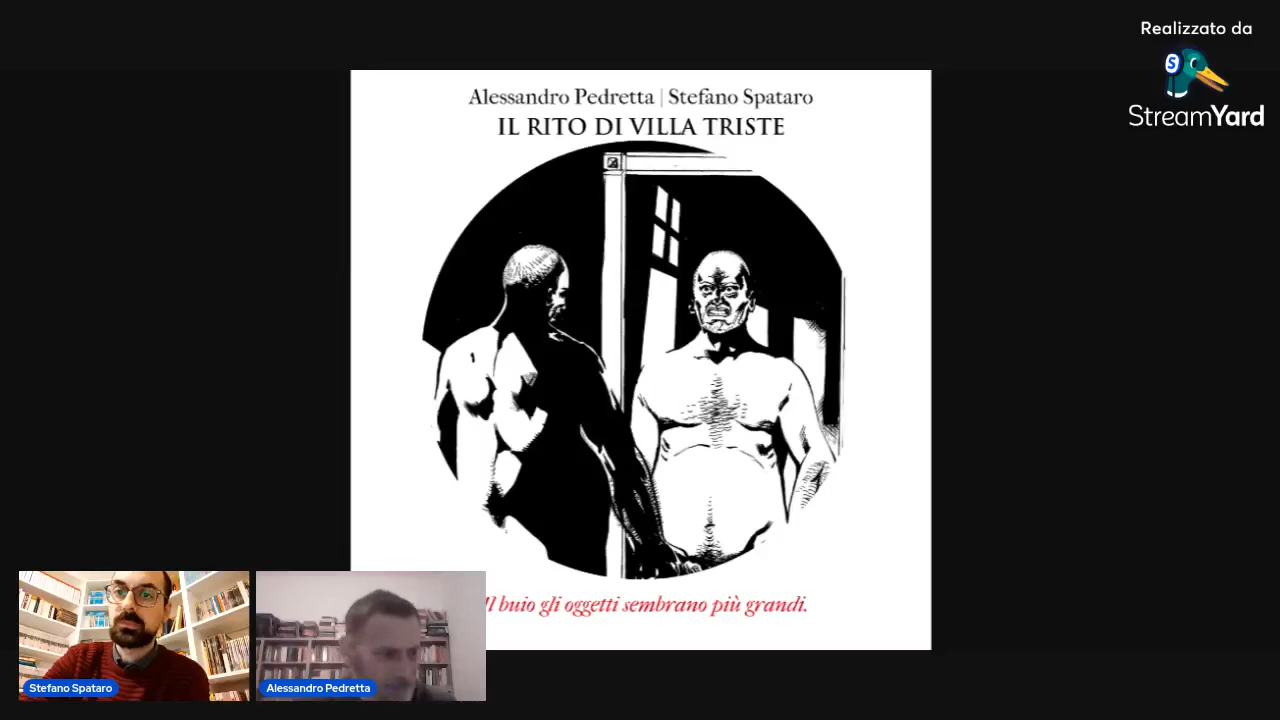 Realizzato da
StreamYard
Alessandro Pedretta | Stefano Spataro
IL RITO DI VILLA TRISTE
buio gli oggetti sembrano più grandi.
Stefano Spataro
Alessandro Pedretta